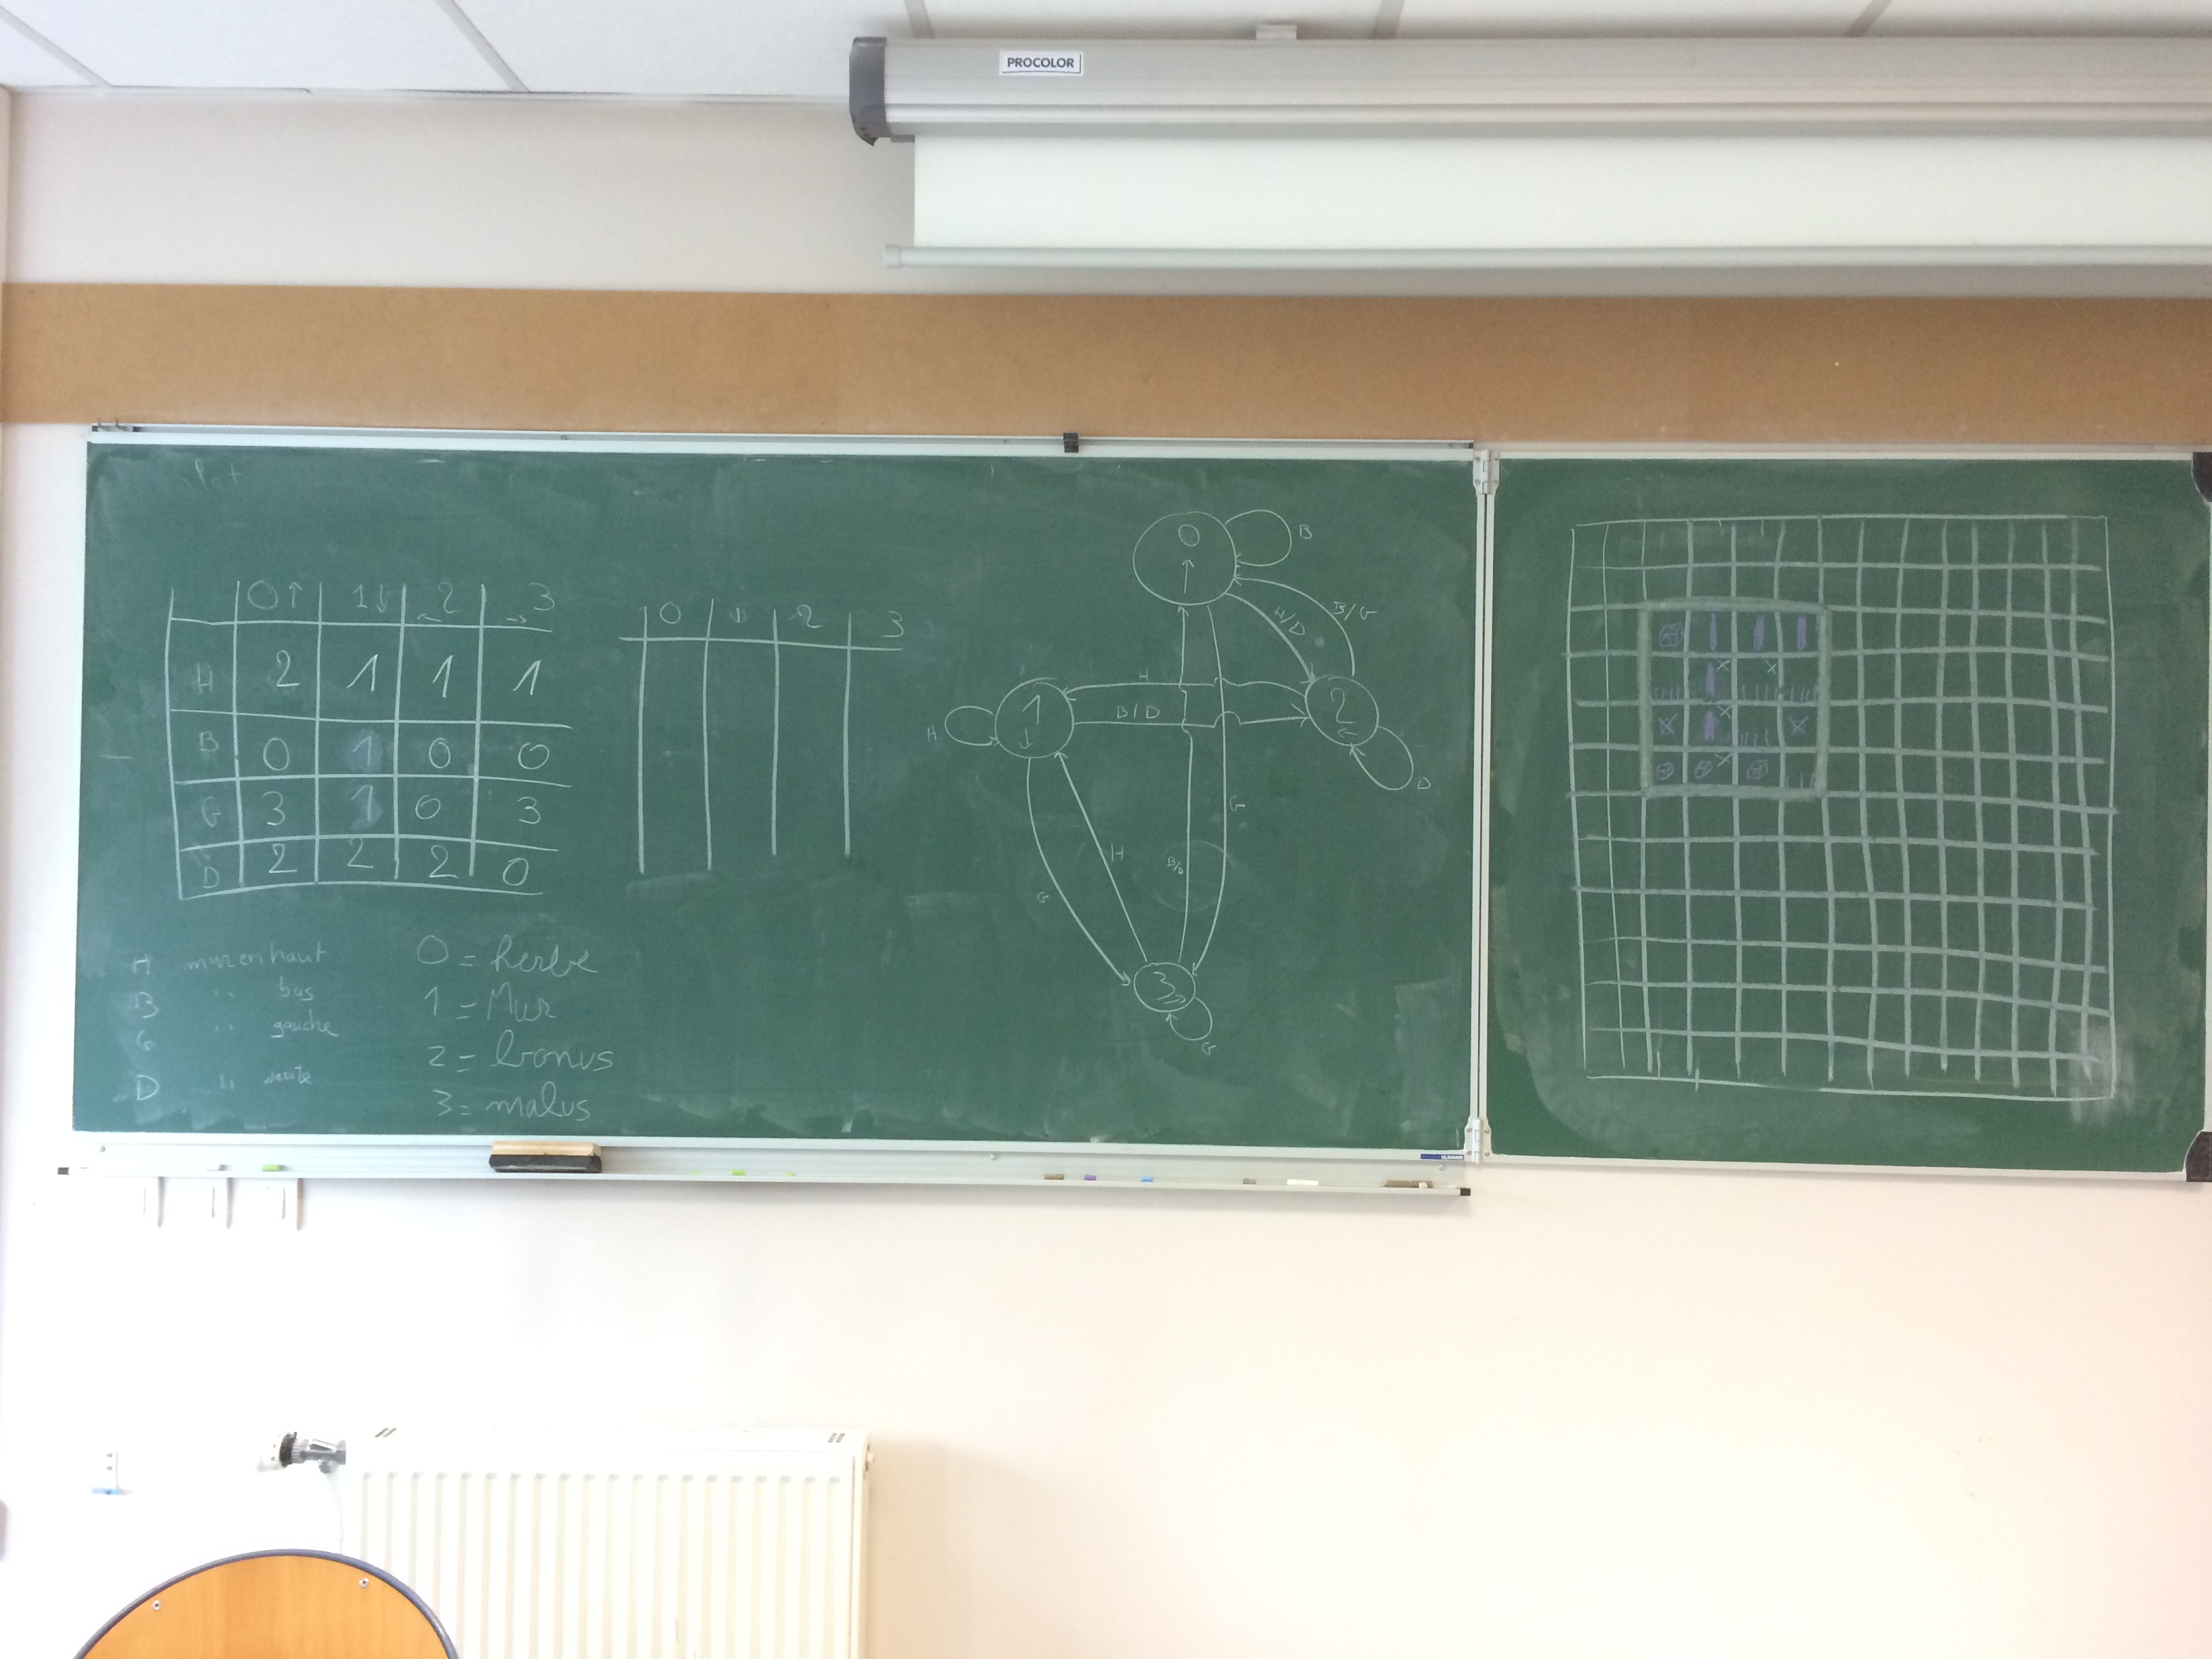 PROCOLOR
0↑ 1↓ 2← 3→
H 2 1 1 1
B 0 1 0 0
G 3 1 0 3
D 2 2 2 0
0 1 2 3
H mur en haut
B " bas
G " gauche
D " droite
0 = herbe
1 = Mur
2 = bonus
3 = malus
0
↑
B
H/D
B/G
H
B/D
1
↓
H
2
←
D
G
H
G
3
→
G
ULMANN